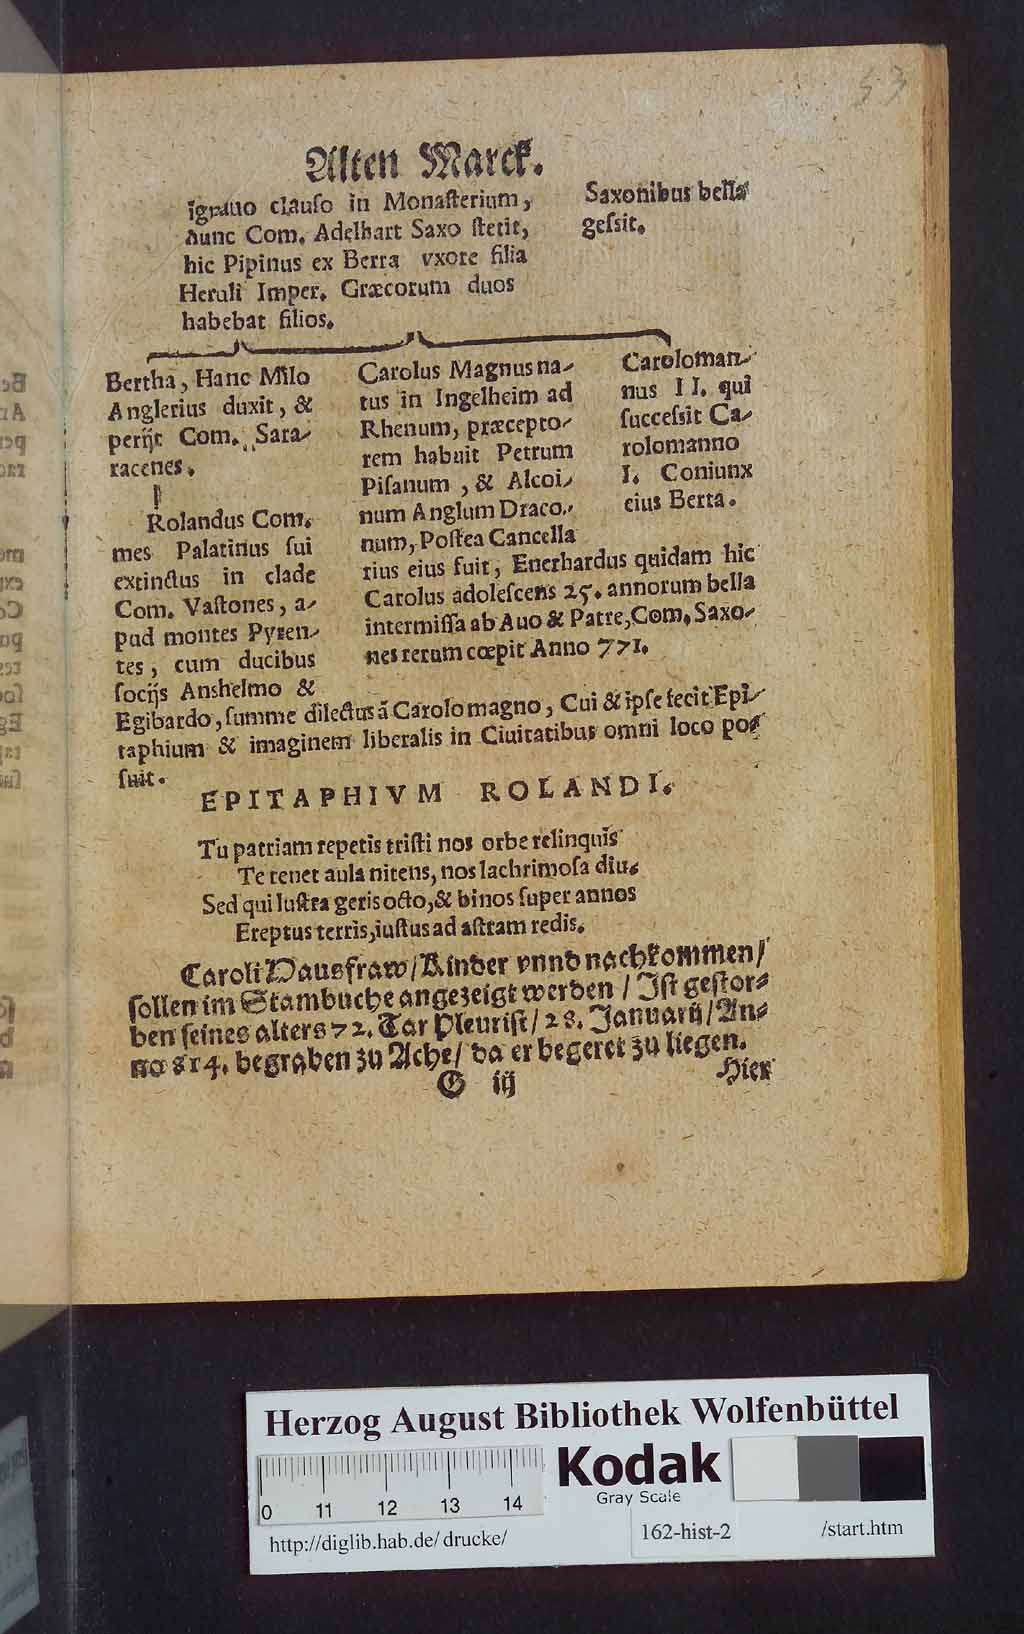 53
Alten Marck.
ignauo clauso in Monasterium,
hunc Com. Adelhart Saxo stetit,
hic Pipinus ex Berra vxore filia
Heruli Imper. Græcorum duos
habebat filios.
Saxonibus bella
gessit.
Bertha, Hanc Milo
Anglerius duxit, &
perijt Com. Sara-
racenes.
Rolandus Com.
mes Palatinus sui
extinctus in clade
Com. Vastones, a-
pud montes Pyren-
tes, cum ducibus
socijs Anshelmo &
Carolus Magnus na-
tus in Ingelheim ad
Rhenum, præcepto-
rem habuit Petrum
Pisanum, & Alcoi-
num Anglum Draco-
num, Postea Cancella
rius eius fuit, Enerhardus quidam hic
Carolus adolescens 25. annorum bella
intermissa ab Auo & Patre, Com. Saxo-
nes rerum cœpit Anno 771.
Caroloman-
nus II. qui
successit Ca-
rolomanno
I. Coniunx
eius Berta.
Egibardo, summe dilectus â Carolo magno, Cui & ipse fecit Epi-
taphium & imaginem liberalis in Ciuitatibus omni loco po-
suit.
EPITAPHIVM ROLANDI.
Tu patriam repetis tristi nos orbe relinquis
Te tenet aula nitens, nos lachrimosa diu.
Sed qui lustra geris octo, & binos super annos
Ereptus terris, iustus ad astram redis.
Caroli Hausfraw/ Kinder vnnd nachkommen/
sollen im Stambuche angezeigt werden / Ist gestor-
ben seines alters 72. Tar Pleurist/ 28. Januarij/ An-
no 814. begraben zu Ache/ da er begeret zu liegen.
G iij
Hier
Herzog August Bibliothek Wolfenbüttel
0 11 12 13 14
Kodak
Gray Scale
http://diglib.hab.de/ drucke/
162-hist-2
/start.htm